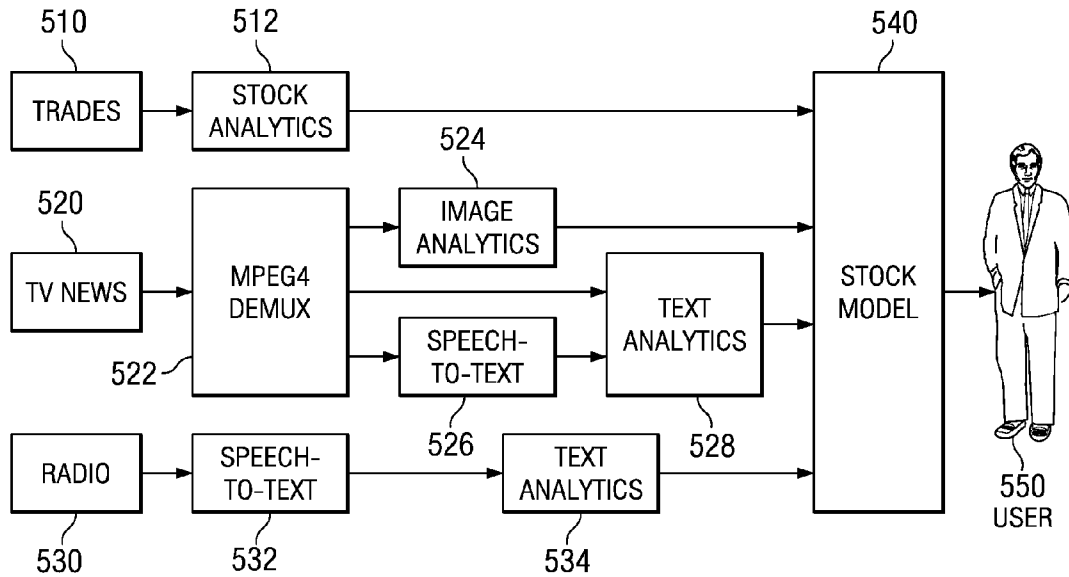 510
512
540
TRADES
STOCK
ANALYTICS
524
520
IMAGE
ANALYTICS
TV NEWS
MPEG4
DEMUX
TEXT
ANALYTICS
STOCK
MODEL
SPEECH-
TO-TEXT
522
526
528
RADIO
SPEECH-
TO-TEXT
TEXT
ANALYTICS
550
USER
530
532
534